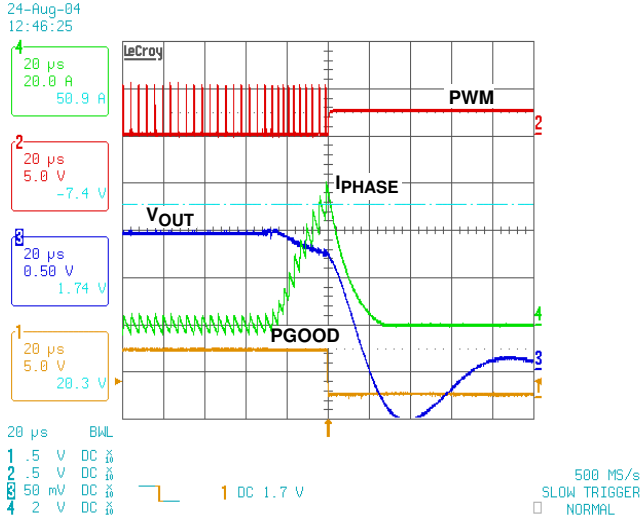 24-Aug-04
12:46:25
LeCroy
4
20 µs
20.0 A
50.9 A
PWM
2
2
20 µs
5.0 V
-7.4 V
IPHASE
VOUT
3
20 µs
0.50 V
1.74 V
4
PGOOD
1
20 µs
5.0 V
20.3 V
3
1
20 µs BWL
1 .5 V DC X10
2 .5 V DC X10
3 50 mV DC X10
4 2 V DC X10
1 DC 1.7 V
500 MS/s
SLOW TRIGGER
NORMAL